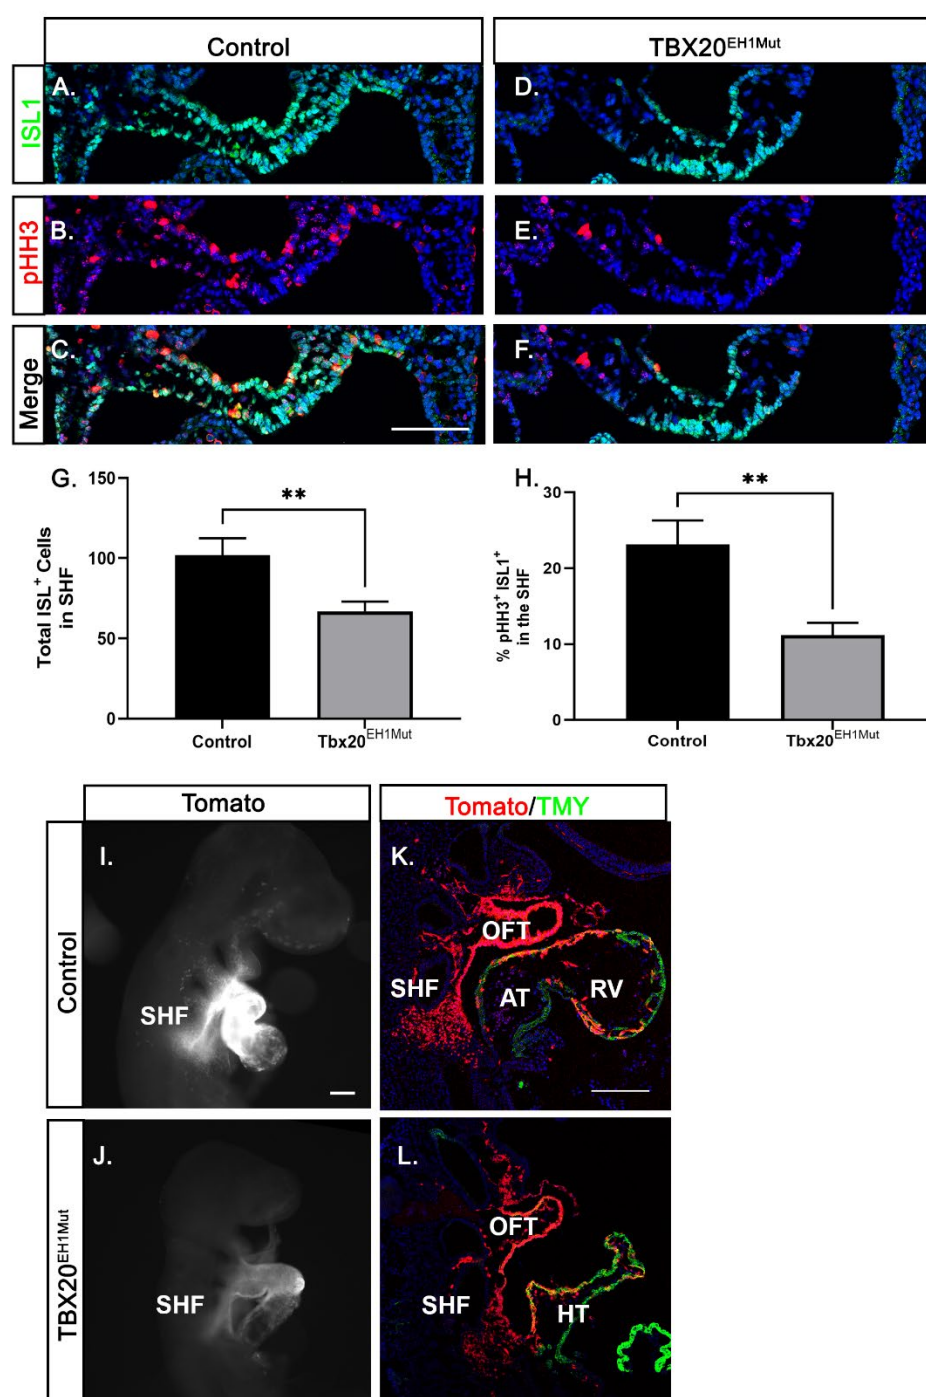 Control
TBX20EH1Mut
ISL1
A.
D.
pHH3
B.
E.
Merge
C.
F.
G.
150
100
50
0
Total ISL+ Cells
in SHF
**
Control
Tbx20EH1Mut
H.
30
20
10
0
% pHH3+ ISL1+
in the SHF
**
Control
Tbx20EH1Mut
Tomato
Tomato/TMY
Control
I.
SHF
K.
OFT
SHF
AT
RV
TBX20EH1Mut
J.
SHF
L.
OFT
SHF
HT